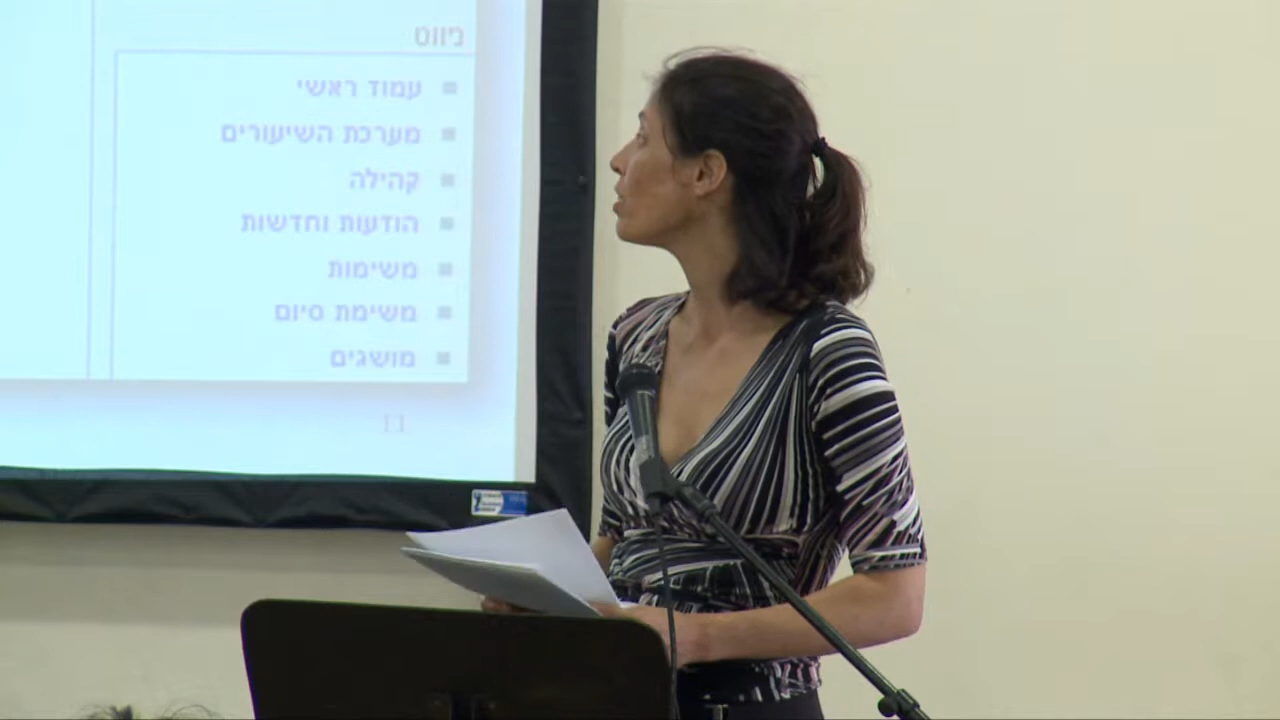 ניווט
עמוד ראשי
מערכת השיעורים
קהילה
הודעות וחדשות
משימות
משימת סיום
מושגים